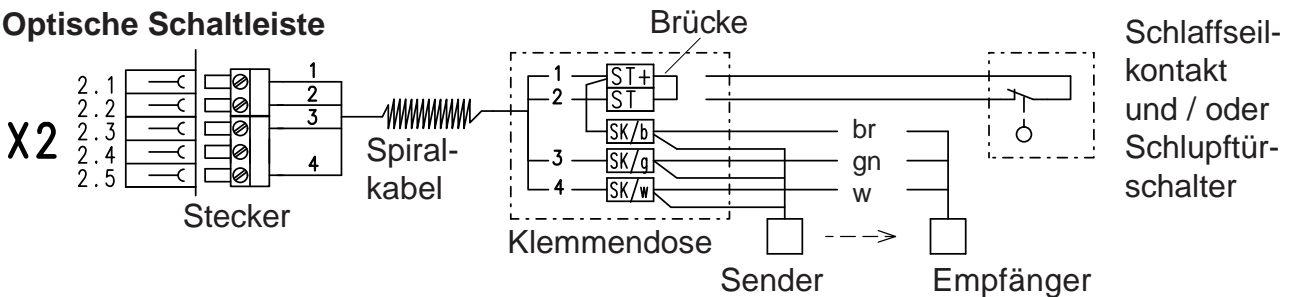 Optische Schaltleiste
Brücke
Schlaffseil-
kontakt
und / oder
Schlupftür-
schalter
X2
2.1
2.2
2.3
2.4
2.5
1
2
3
4
Stecker
Spiral-
kabel
1 ST+
2 ST
SK/b
3 SK/g
4 SK/w
Klemmendose
br
gn
w
Sender
Empfänger